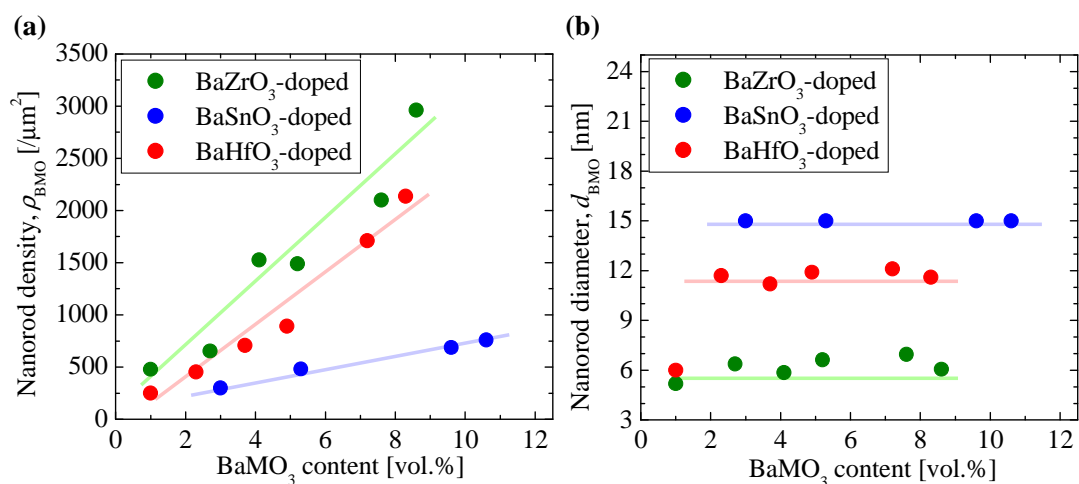 (a)
3500
3000
2500
2000
1500
1000
500
0
Nanorod density, ρBMO [/μm²]
BaZrO₃-doped
BaSnO₃-doped
BaHfO₃-doped
0 2 4 6 8 10 12
BaMO₃ content [vol.%]
(b)
24
21
18
15
12
9
6
3
Nanorod diameter, dBMO [nm]
BaZrO₃-doped
BaSnO₃-doped
BaHfO₃-doped
0 2 4 6 8 10 12
BaMO₃ content [vol.%]